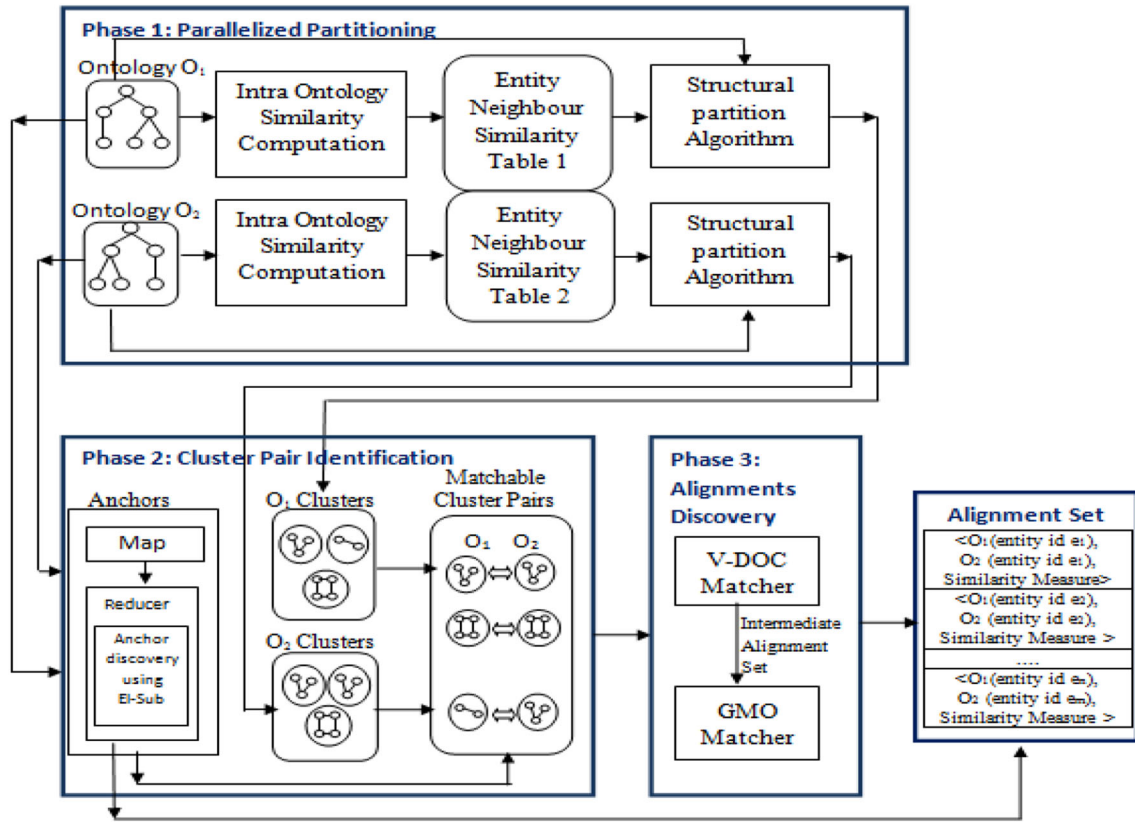 Phase 1: Parallelized Partitioning
Ontology O₁
Intra Ontology
Similarity
Computation
Entity
Neighbour
Similarity
Table 1
Structural
partition
Algorithm
Ontology O₂
Intra Ontology
Similarity
Computation
Entity
Neighbour
Similarity
Table 2
Structural
partition
Algorithm
Phase 2: Cluster Pair Identification
Anchors
Map
Reducer
Anchor
discovery
using
EI-Sub
O₁ Clusters
O₂ Clusters
Matchable
Cluster Pairs
O₁ O₂
Phase 3:
Alignments
Discovery
V-DOC
Matcher
Intermediate
Alignment
Set
GMO
Matcher
Alignment Set
<O₁(entity id e₁),
O₂ (entity id e₁),
Similarity Measure>
<O₁(entity id e₂),
O₂ (entity id e₂),
Similarity Measure >
....
<O₁(entity id eₙ),
O₂ (entity id eₘ),
Similarity Measure >